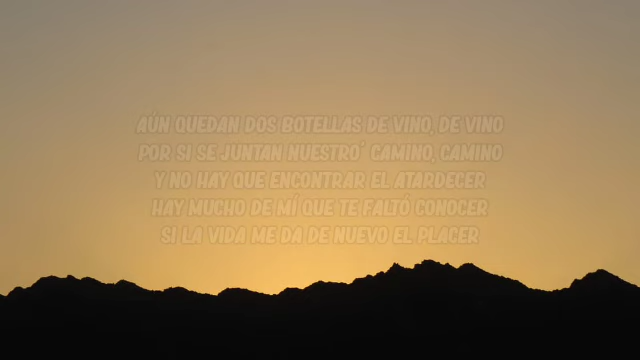 AÚN QUEDAN DOS BOTELLAS DE VINO, DE VINO
POR SI SE JUNTAN NUESTRO' CAMINO, CAMINO
Y NO HAY QUE ENCONTRAR EL ATARDECER
HAY MUCHO DE MÍ QUE TE FALTÓ CONOCER
SI LA VIDA ME DA DE NUEVO EL PLACER